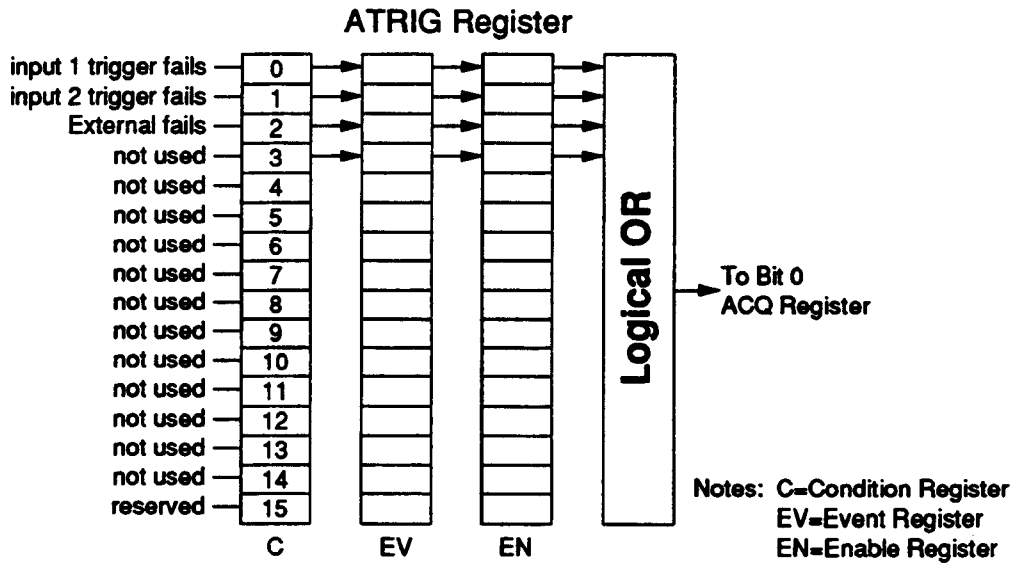 ATRIG Register
input 1 trigger fails 0
input 2 trigger fails 1
External fails 2
not used 3
not used 4
not used 5
not used 6
not used 7
not used 8
not used 9
not used 10
not used 11
not used 12
not used 13
not used 14
reserved 15
C EV EN
Logical OR
To Bit 0
ACQ Register
Notes: C=Condition Register
EV=Event Register
EN=Enable Register